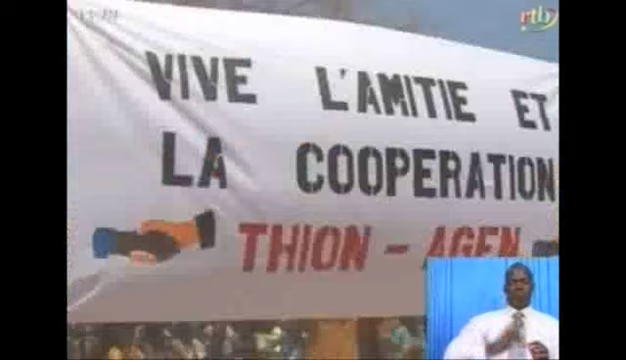 rtb
VIVE L'AMITIE ET
LA COOPERATION
THION - AGEN